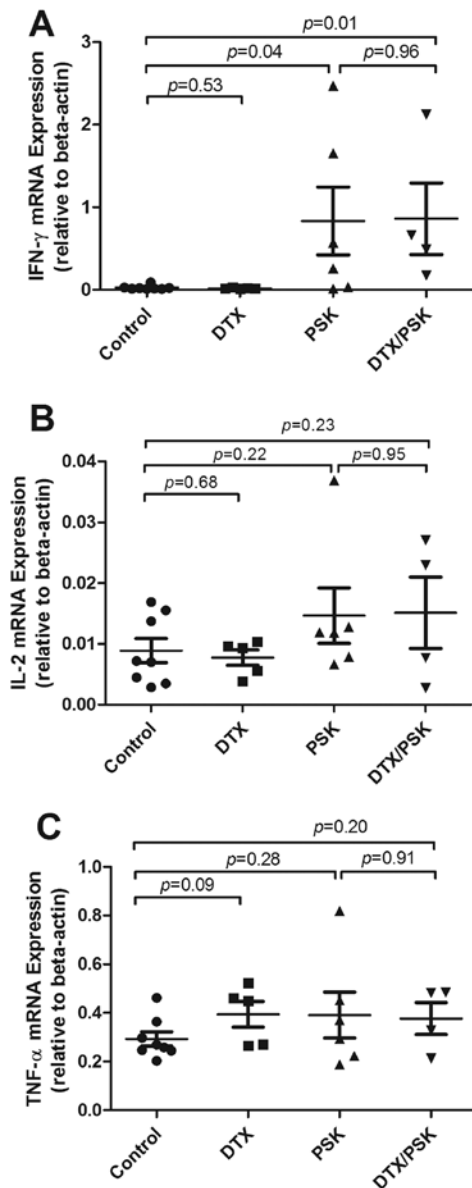 A
p=0.01
p=0.04
p=0.96
p=0.53
IFN-γ mRNA Expression
(relative to beta-actin)
3
2
1
0
Control
DTX
PSK
DTX/PSK
B
p=0.23
p=0.22
p=0.95
p=0.68
IL-2 mRNA Expression
(relative to beta-actin)
0.04
0.03
0.02
0.01
0.00
Control
DTX
PSK
DTX/PSK
C
p=0.20
p=0.28
p=0.91
p=0.09
TNF-α mRNA Expression
(relative to beta-actin)
1.0
0.8
0.6
0.4
0.2
0.0
Control
DTX
PSK
DTX/PSK